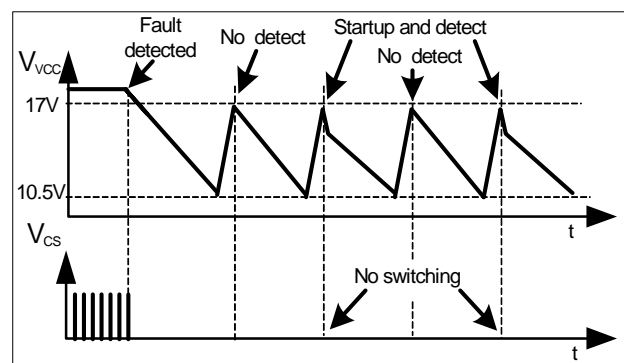 Fault
detected
No detect
Startup and detect
No detect
VVCC
17V
10.5V
t
VCS
No switching
t